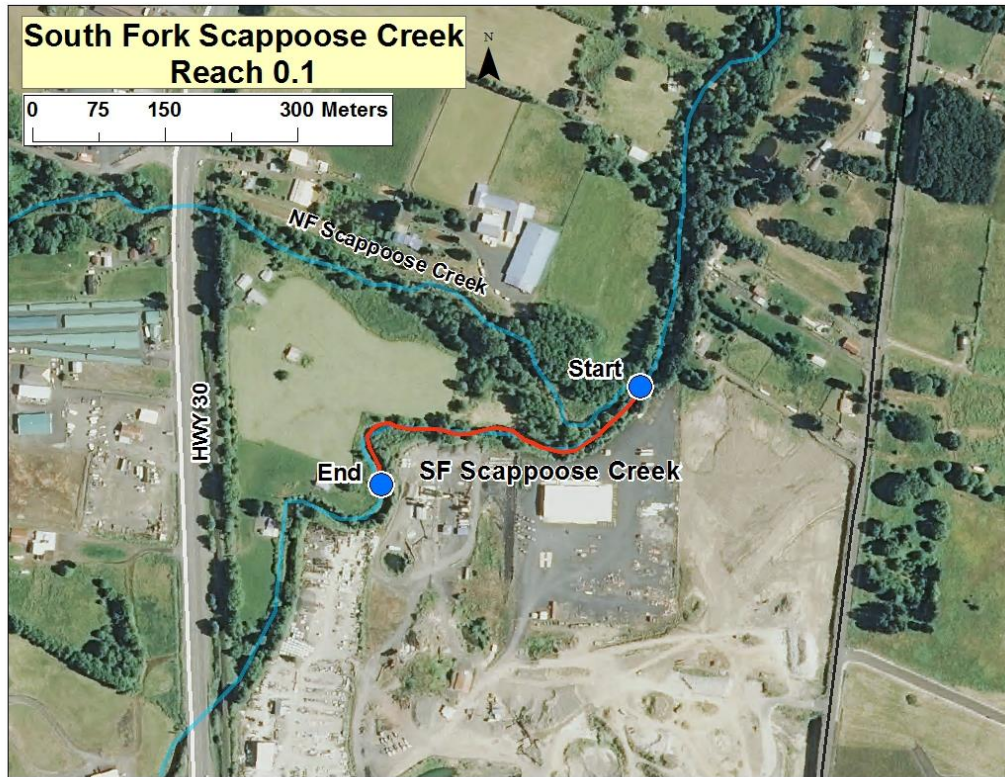 South Fork Scappoose Creek
Reach 0.1
N
0 75 150 300 Meters
NF Scappoose Creek
Start
HWY 30
End
SF Scappoose Creek